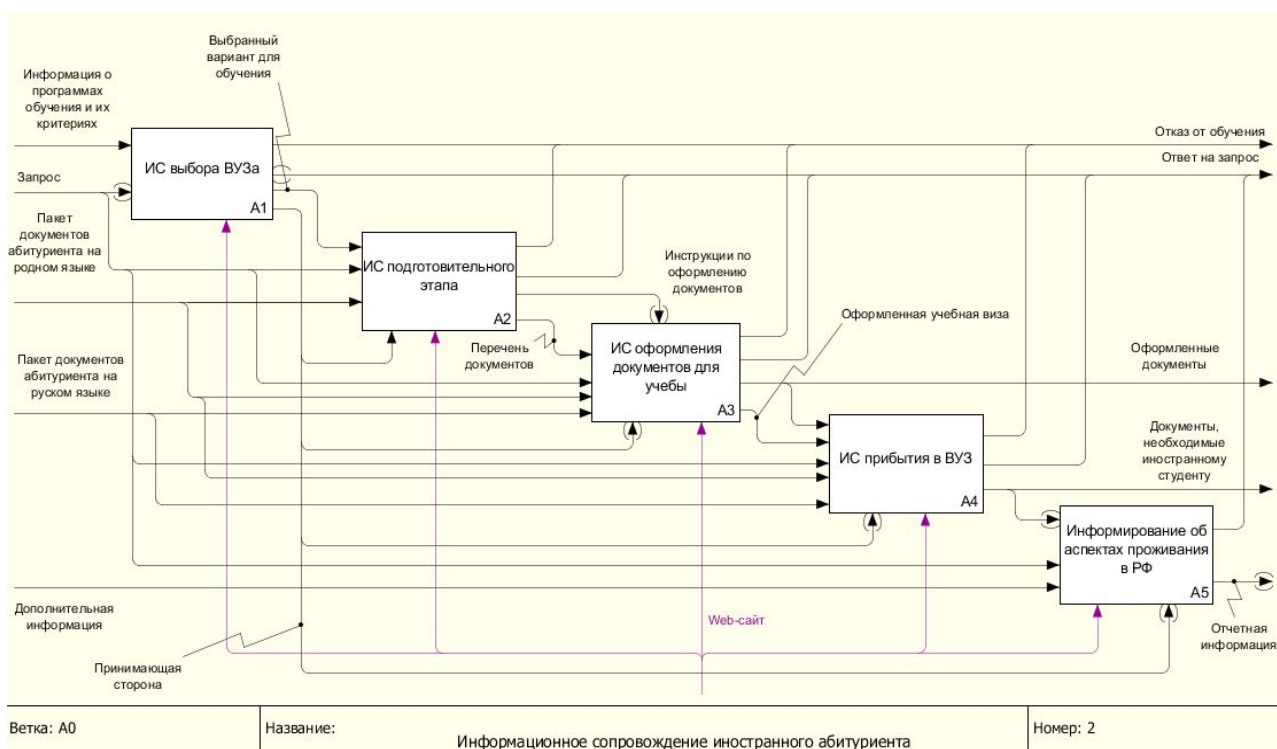 Выбранный
вариант для
обучения
Информация о
программах
обучения и их
критериях
Отказ от обучения
ИС выбора ВУЗа
Ответ на запрос
Запрос
A1
Пакет
документов
абитуриента на
родном языке
ИС подготовительного
этапа
A2
Инструкции по
оформлению
документов
Оформленная учебная виза
Перечень
документов
ИС оформления
документов для
учебы
A3
Оформленные
документы
Пакет документов
абитуриента на
руском языке
ИС прибытия в ВУЗ
A4
Документы,
необходимые
иностранному
студенту
Информирование об
аспектах проживания
в РФ
A5
Дополнительная
информация
Web-сайт
Отчетная
информация
Принимающая
сторона
Ветка: A0
Название:
Информационное сопровождение иностранного абитуриента
Номер: 2